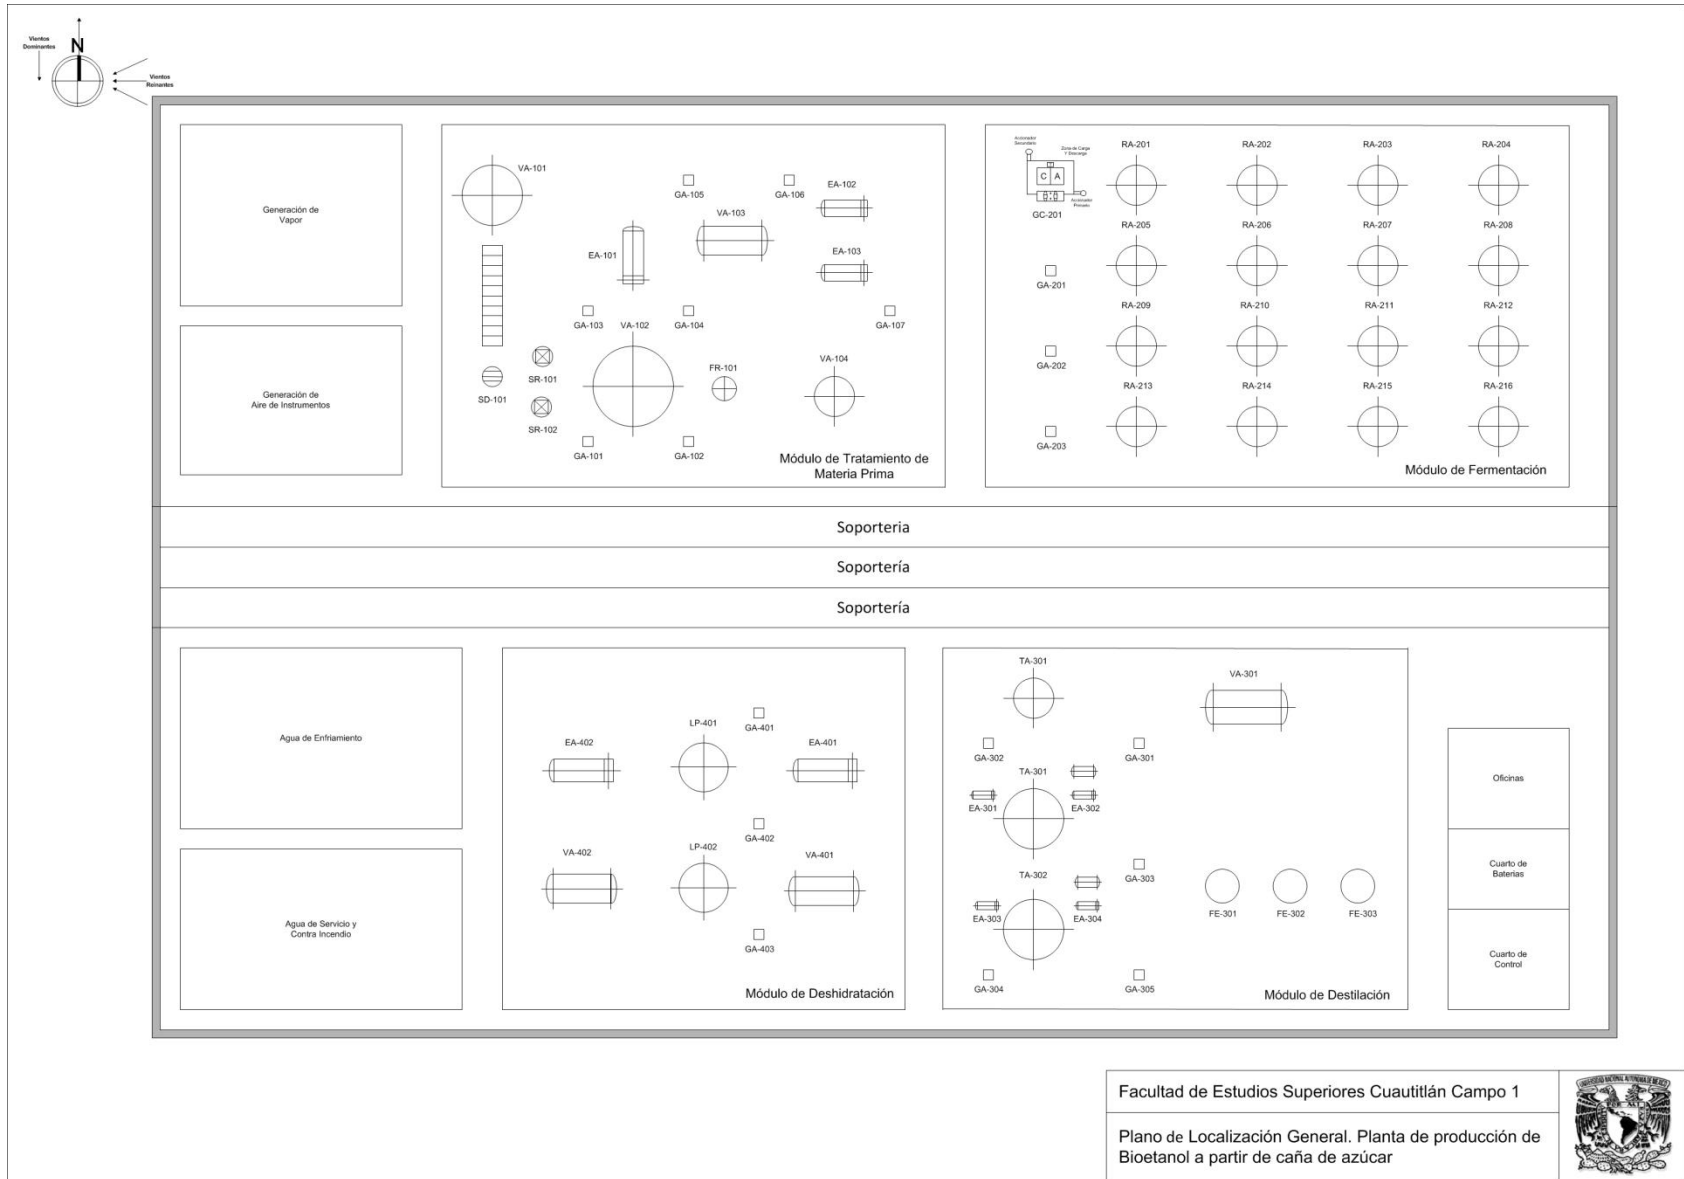 Vientos
Dominantes
N
Vientos
Reinantes
Generación de
Vapor
Generación de
Aire de Instrumentos
VA-101
GA-105
GA-106
EA-102
VA-103
EA-101
EA-103
GA-103
VA-102
GA-104
GA-107
SR-101
FR-101
VA-104
SD-101
SR-102
GA-101
GA-102
Módulo de Tratamiento de
Materia Prima
Accionador
Secundario
Zona de Carga
Y Descarga
C A
Accionador
Primario
GC-201
RA-201
RA-202
RA-203
RA-204
RA-205
RA-206
RA-207
RA-208
GA-201
RA-209
RA-210
RA-211
RA-212
GA-202
RA-213
RA-214
RA-215
RA-216
GA-203
Módulo de Fermentación
Soporteria
Soportería
Soportería
Agua de Enfriamiento
Agua de Servicio y
Contra Incendio
LP-401
GA-401
EA-402
EA-401
GA-402
LP-402
VA-402
VA-401
GA-403
Módulo de Deshidratación
TA-301
VA-301
GA-302
GA-301
TA-301
EA-301
EA-302
GA-303
TA-302
EA-303
EA-304
FE-301
FE-302
FE-303
GA-304
GA-305
Módulo de Destilación
Oficinas
Cuarto de
Baterias
Cuarto de
Control
Facultad de Estudios Superiores Cuautitlán Campo 1
Plano de Localización General. Planta de producción de
Bioetanol a partir de caña de azúcar